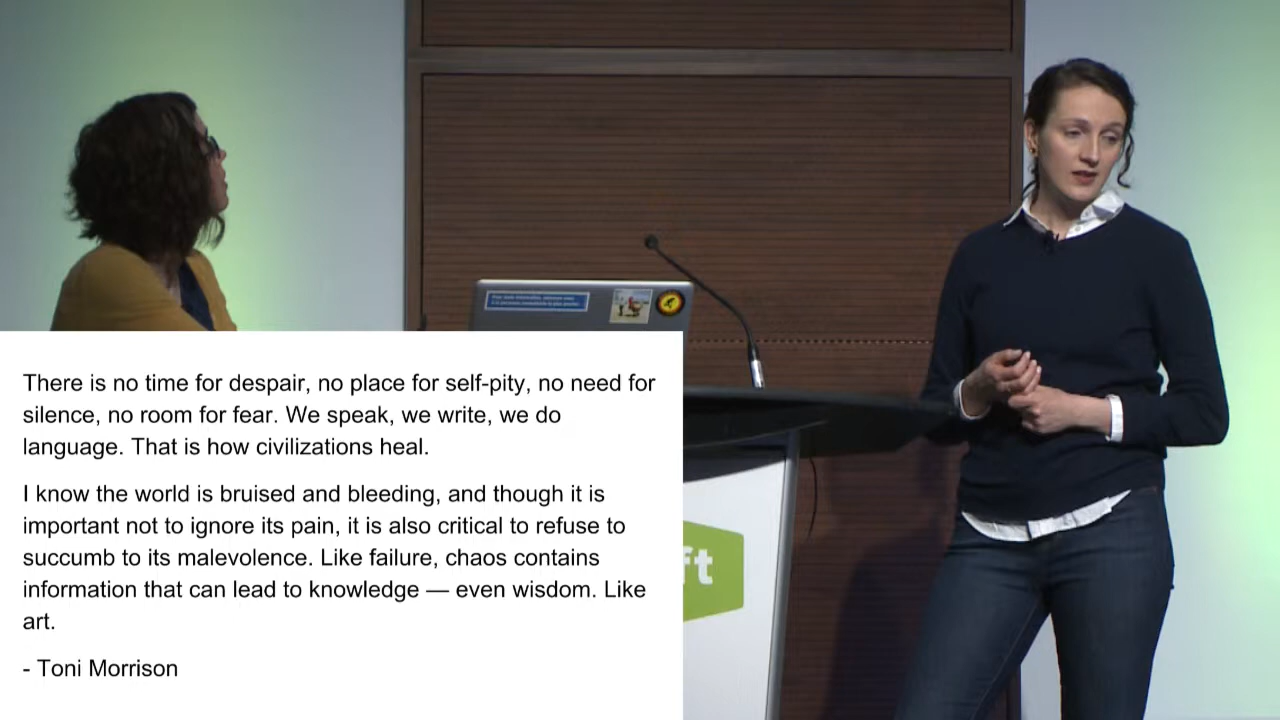 There is no time for despair, no place for self-pity, no need for
silence, no room for fear. We speak, we write, we do
language. That is how civilizations heal.
I know the world is bruised and bleeding, and though it is
important not to ignore its pain, it is also critical to refuse to
succumb to its malevolence. Like failure, chaos contains
information that can lead to knowledge — even wisdom. Like
art.
- Toni Morrison
ft